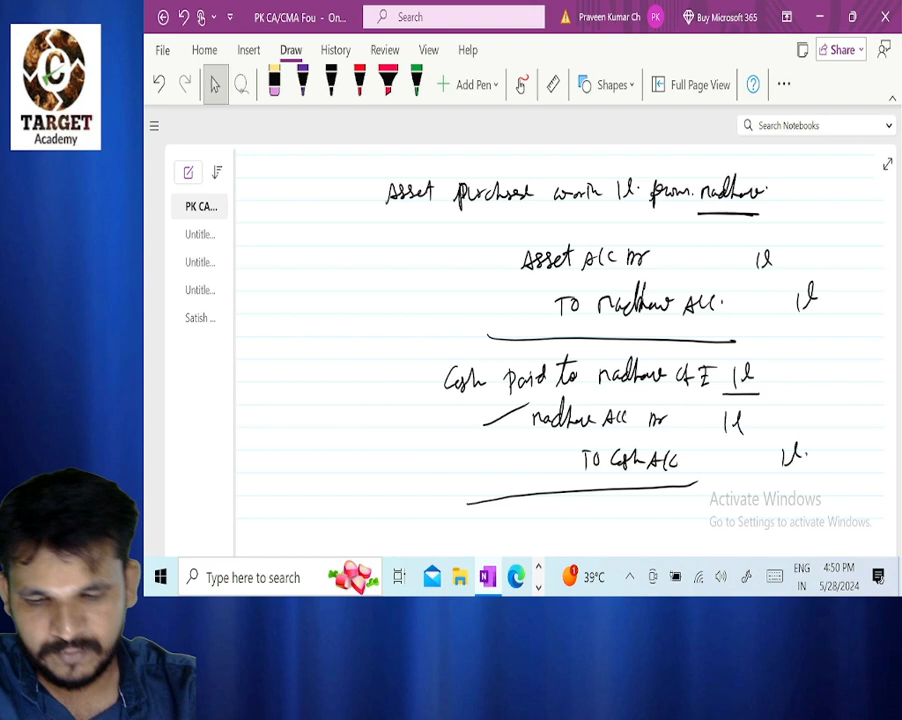 PK CA/CMA Fou - On...
Search
Praveen Kumar Ch
PK
Buy Microsoft 365
TARGET
Academy
File
Home
Insert
Draw
History
Review
View
Help
Share
Add Pen
Shapes
Full Page View
Search Notebooks
PK CA...
Untitle...
Untitle...
Untitle...
Satish ...
Asset purchased worth 1l. from. madhav.
Asset A/C Dr 1l
To madhav A/C. 1l
Cash paid to madhav of ₹ 1l
madhav A/C Dr 1l
To Cash A/C 1l.
Activate Windows
Go to Settings to activate Windows.
Type here to search
39°C
ENG
IN
4:50 PM
5/28/2024